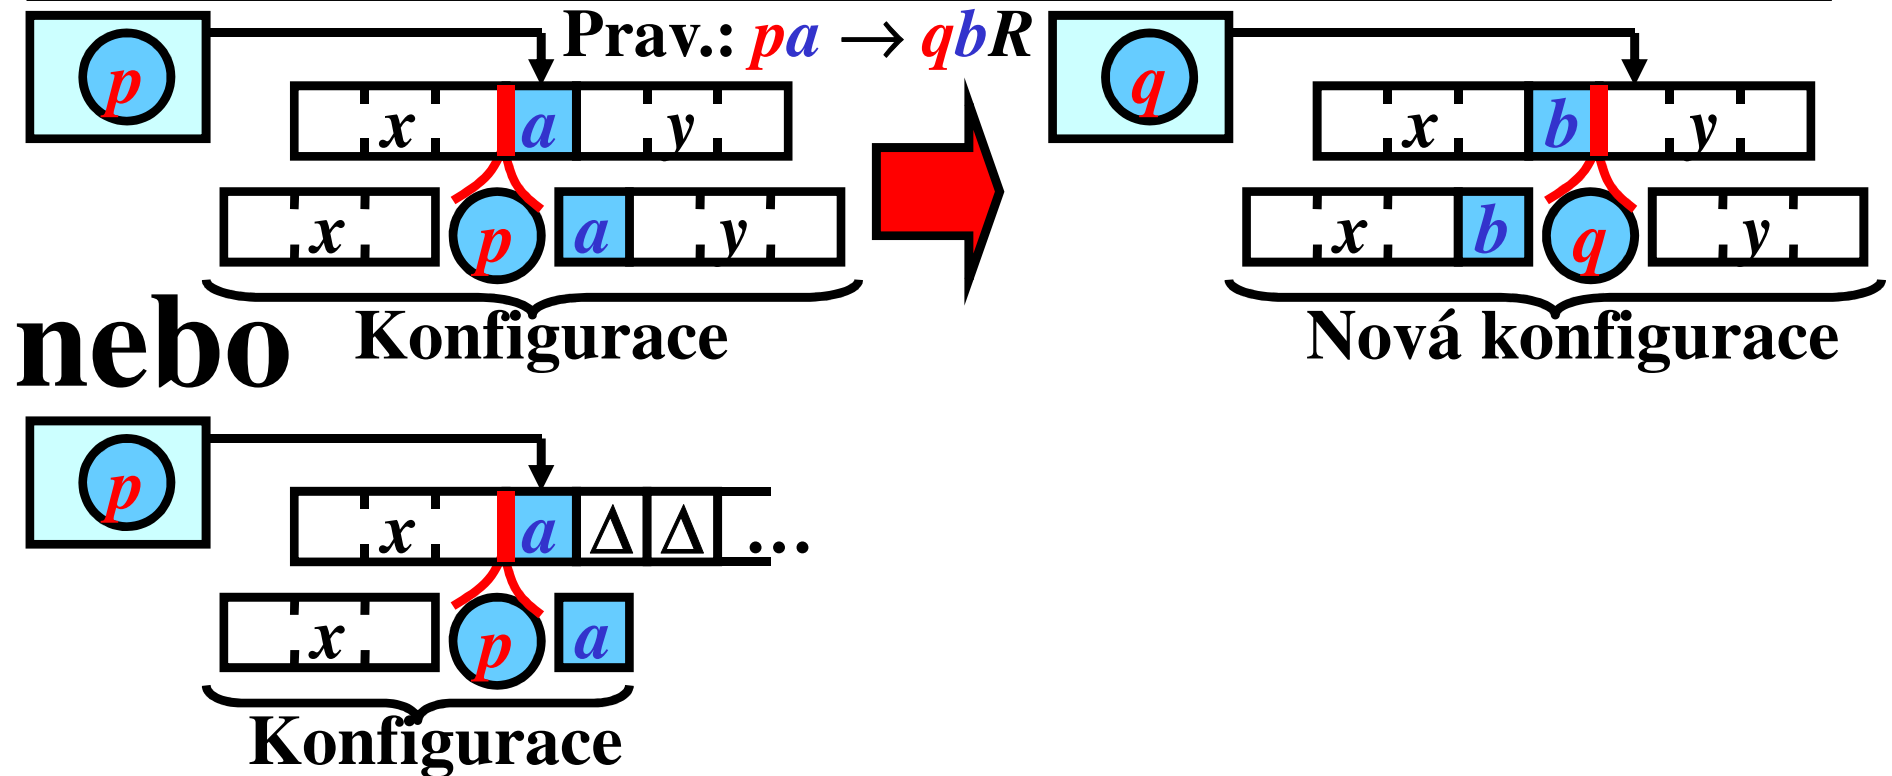 p Prav.: pa → qbR q
x a y x b y
x p a y x b q y
Konfigurace Nová konfigurace
nebo
p
x a Δ Δ ...
x p a
Konfigurace